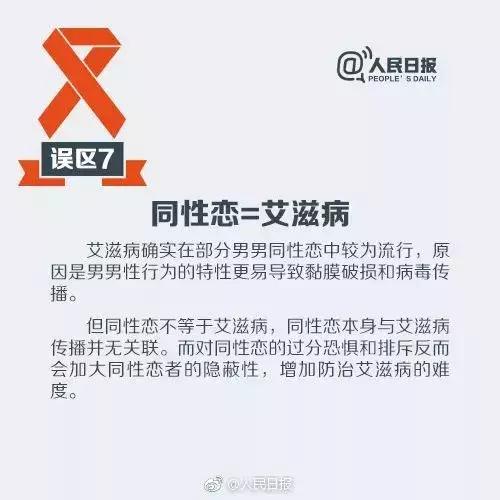 @人民日报
PEOPLE'S DAILY
误区7
同性恋=艾滋病
艾滋病确实在部分男男同性恋中较为流行，原
因是男男性行为的特性更易导致黏膜破损和病毒传
播。
但同性恋不等于艾滋病，同性恋本身与艾滋病
传播并无关联。而对同性恋的过分恐惧和排斥反而
会加大同性恋者的隐蔽性，增加防治艾滋病的难
度。
@人民日报